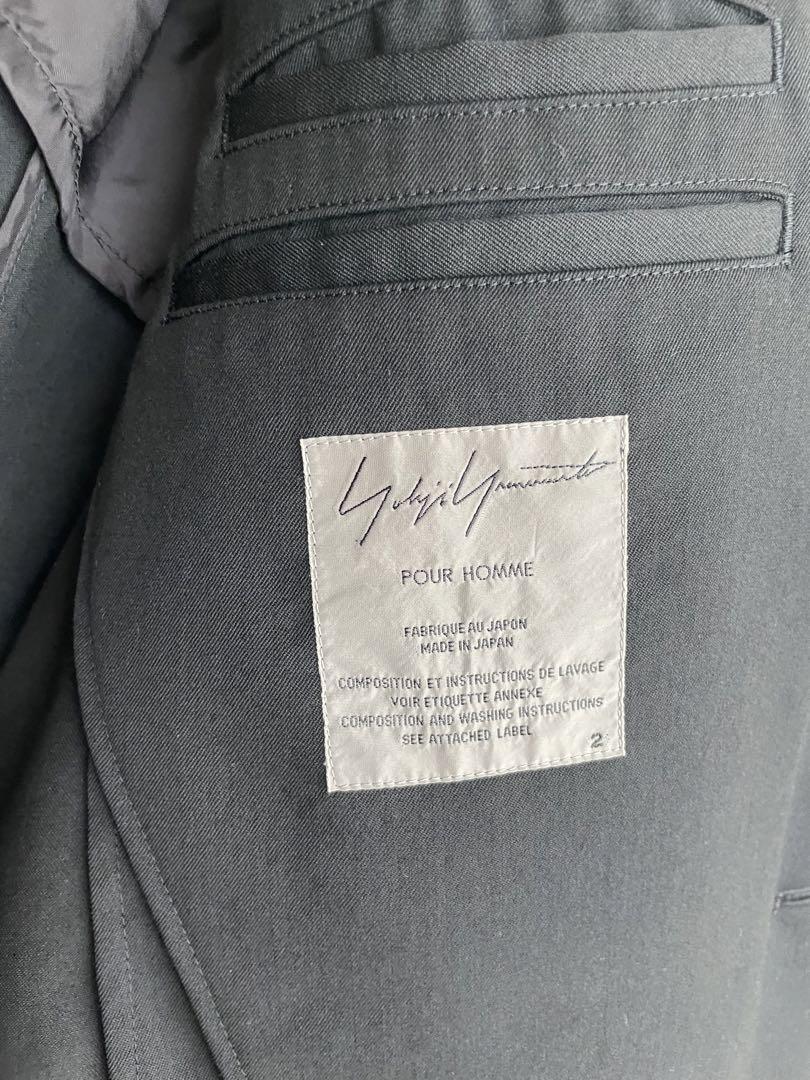 Yohji Yamamoto
POUR HOMME
FABRIQUE AU JAPON
MADE IN JAPAN
COMPOSITION ET INSTRUCTIONS DE LAVAGE
VOIR ETIQUETTE ANNEXE
COMPOSITION AND WASHING INSTRUCTIONS
SEE ATTACHED LABEL
2